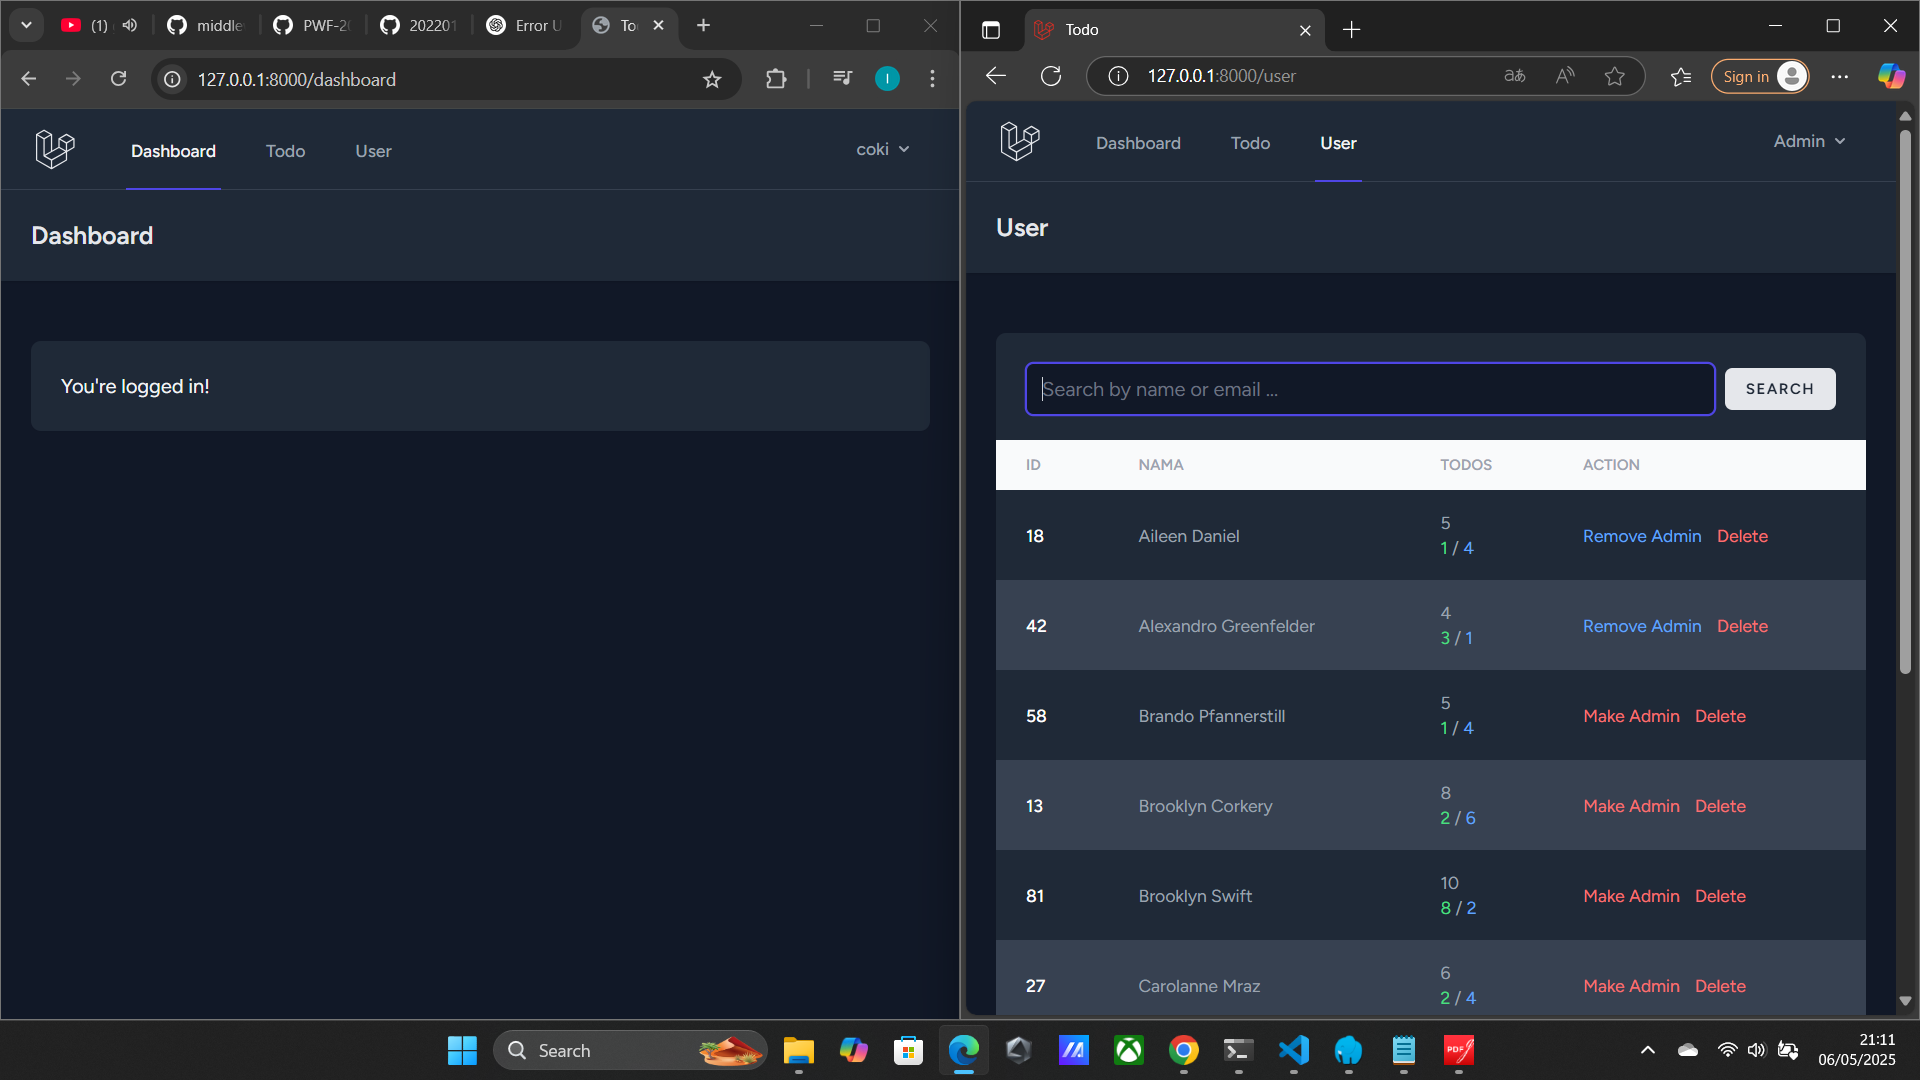 (1)
middle
PWF-20
202201
Error U
To
127.0.0.1:8000/dashboard
I
Dashboard
Todo
User
coki
Dashboard
You're logged in!
Todo
127.0.0.1:8000/user
Sign in
Dashboard
Todo
User
Admin
User
Search by name or email ...
SEARCH
ID NAMA TODOS ACTION
18 Aileen Daniel 5 Remove Admin Delete
1 / 4
42 Alexandro Greenfelder 4 Remove Admin Delete
3 / 1
58 Brando Pfannerstill 5 Make Admin Delete
1 / 4
13 Brooklyn Corkery 8 Make Admin Delete
2 / 6
81 Brooklyn Swift 10 Make Admin Delete
8 / 2
27 Carolanne Mraz 6 Make Admin Delete
2 / 4
Search
PDF
21:11
06/05/2025